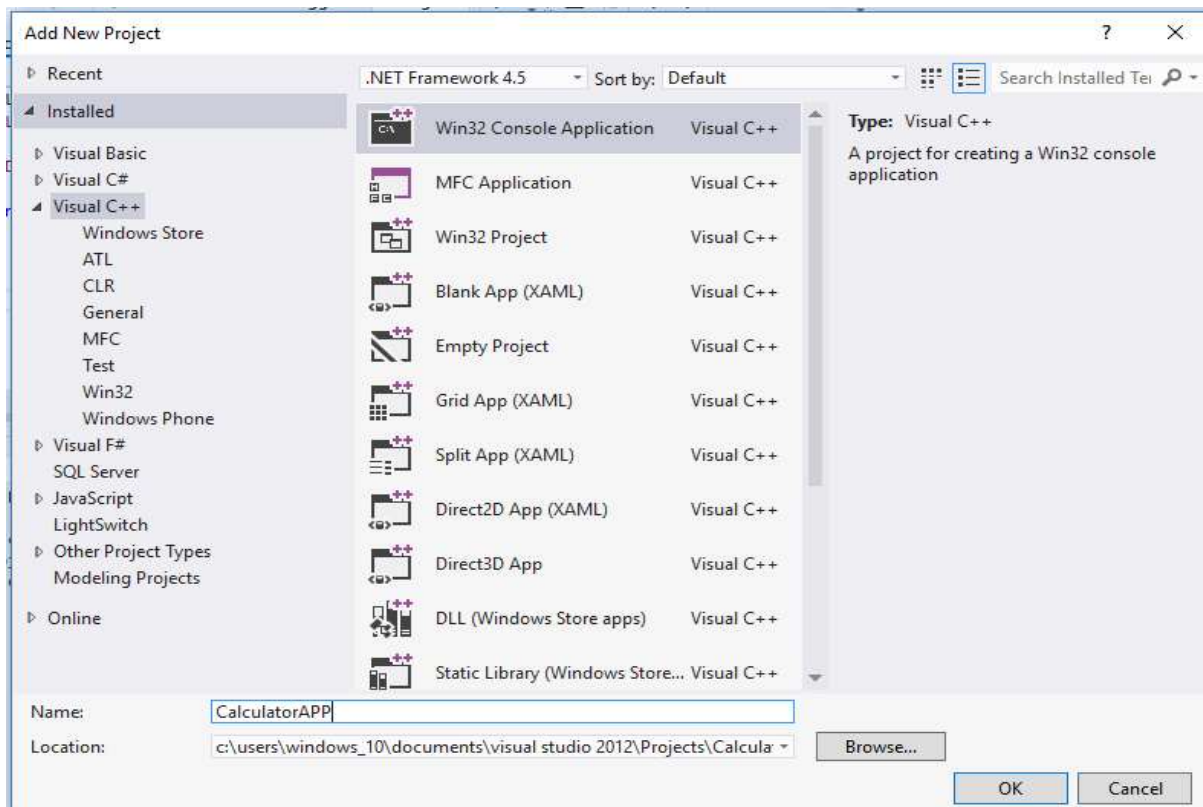 Add New Project ?
Recent
.NET Framework 4.5 Sort by: Default Search Installed Te
Installed
Visual Basic
Visual C#
Visual C++
Windows Store
ATL
CLR
General
MFC
Test
Win32
Windows Phone
Visual F#
SQL Server
JavaScript
LightSwitch
Other Project Types
Modeling Projects
Online
Win32 Console Application Visual C++
MFC Application Visual C++
Win32 Project Visual C++
Blank App (XAML) Visual C++
Empty Project Visual C++
Grid App (XAML) Visual C++
Split App (XAML) Visual C++
Direct2D App (XAML) Visual C++
Direct3D App Visual C++
DLL (Windows Store apps) Visual C++
Static Library (Windows Store... Visual C++
Type: Visual C++
A project for creating a Win32 console
application
Name: CalculatorAPP
Location: c:\users\windows_10\documents\visual studio 2012\Projects\Calcula Browse...
OK Cancel